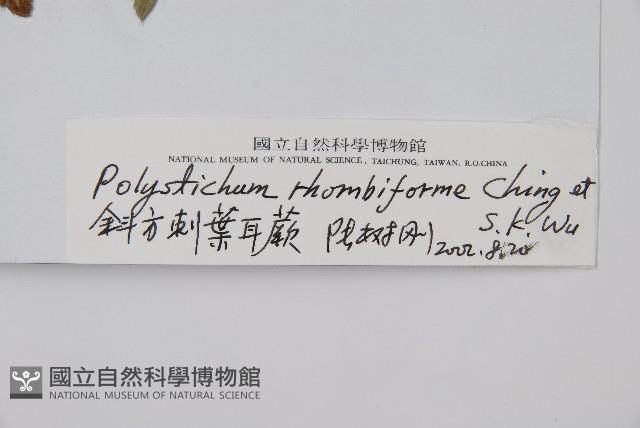 國立自然科學博物館
NATIONAL MUSEUM OF NATURAL SCIENCE, TAICHUNG, TAIWAN, R.O.CHINA
Polystichum rhombiforme Ching et
S. K. Wu
斜方刺葉耳蕨
2002.8.20
國立自然科學博物館
NATIONAL MUSEUM OF NATURAL SCIENCE